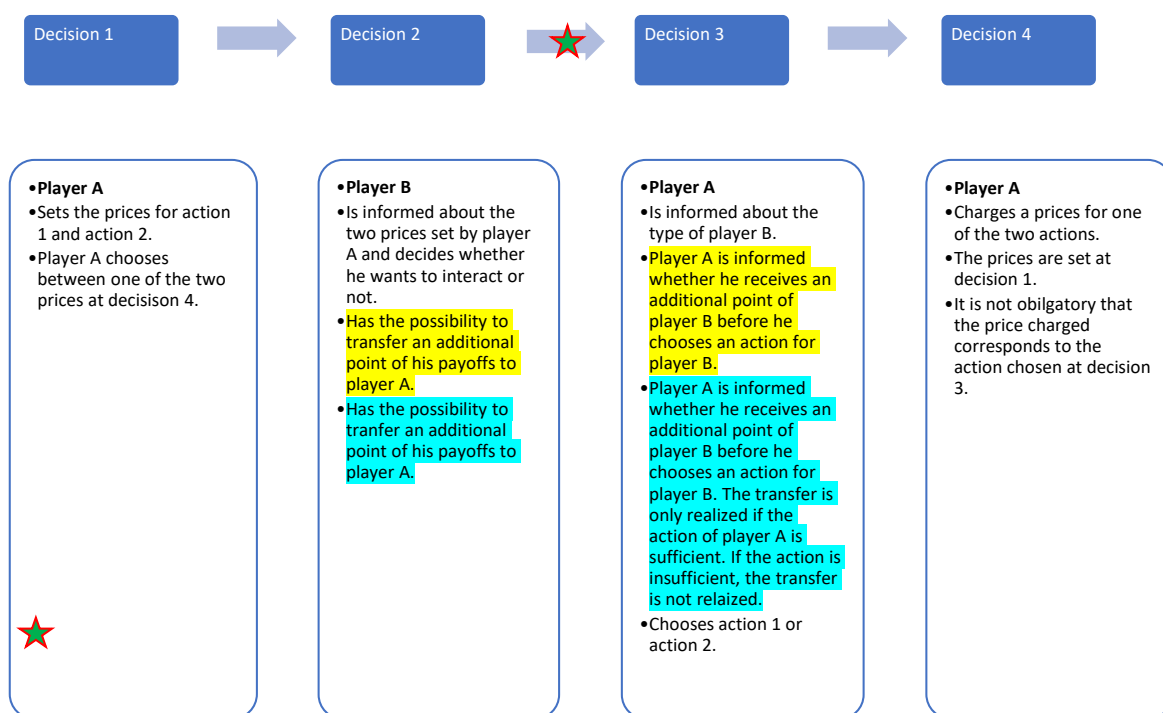 Decision 1
Decision 2
Decision 3
Decision 4
•Player A
•Sets the prices for action
1 and action 2.
•Player A chooses
between one of the two
prices at decisison 4.
•Player B
•Is informed about the
two prices set by player
A and decides whether
he wants to interact or
not.
•Has the possibility to
transfer an additional
point of his payoffs to
player A.
•Has the possibility to
tranfer an additional
point of his payoffs to
player A.
•Player A
•Is informed about the
type of player B.
•Player A is informed
whether he receives an
additional point of
player B before he
chooses an action for
player B.
•Player A is informed
whether he receives an
additional point of
player B before he
chooses an action for
player B. The transfer is
only realized if the
action of player A is
sufficient. If the action is
insufficient, the transfer
is not relaized.
•Chooses action 1 or
action 2.
•Player A
•Charges a prices for one
of the two actions.
•The prices are set at
decision 1.
•It is not obilgatory that
the price charged
corresponds to the
action chosen at decision
3.